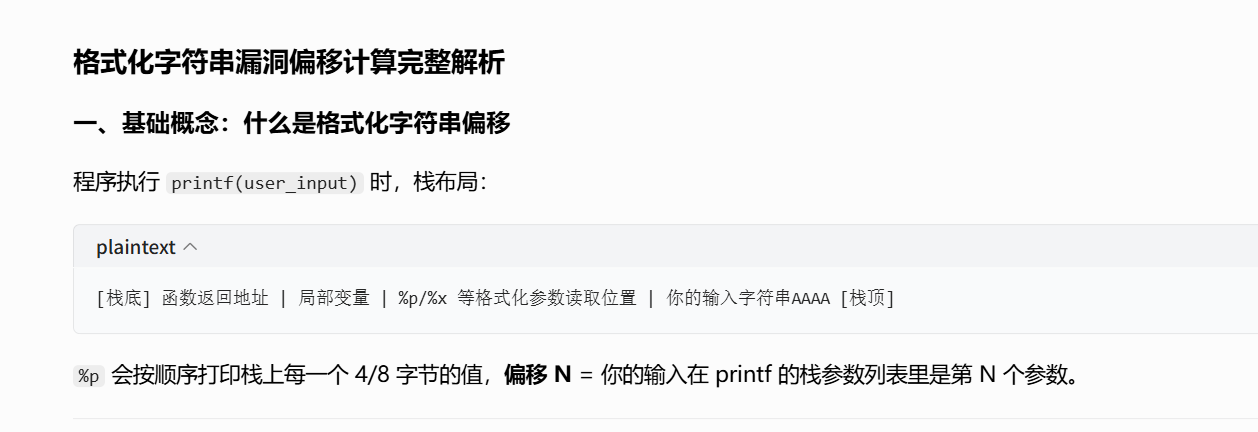 格式化字符串漏洞偏移计算完整解析
一、基础概念：什么是格式化字符串偏移
程序执行 printf(user_input) 时，栈布局：
plaintext
[栈底] 函数返回地址 | 局部变量 | %p/%x 等格式化参数读取位置 | 你的输入字符串AAAA [栈顶]
%p 会按顺序打印栈上每一个 4/8 字节的值，偏移 N = 你的输入在 printf 的栈参数列表里是第 N 个参数。